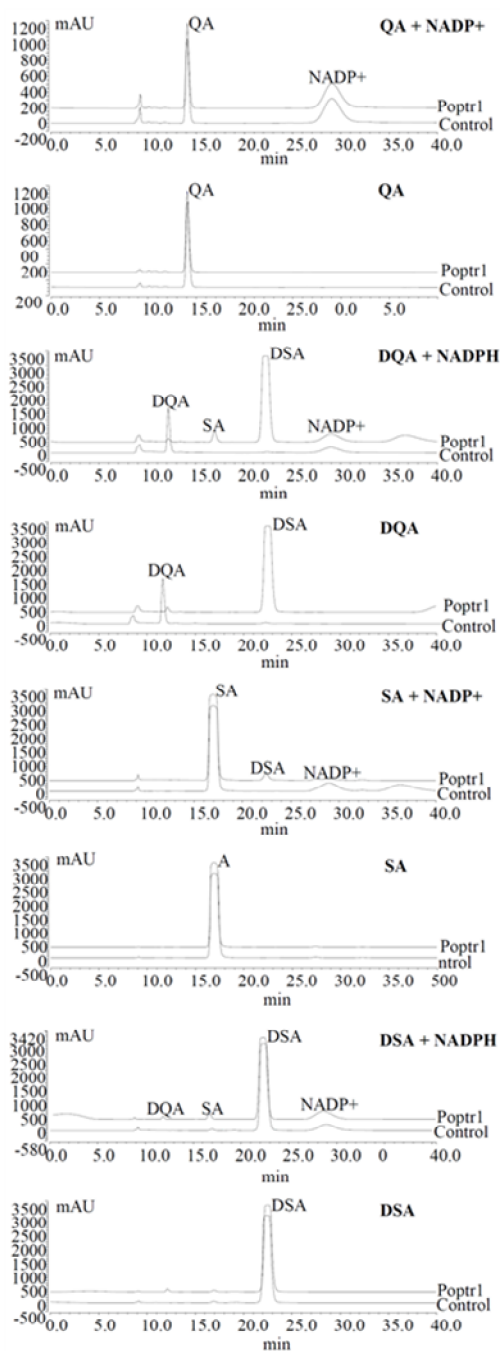 1200 mAU QA QA + NADP+
1000
800
600 NADP+
400
200 Poptr1
0 Control
-200
0.0 5.0 10.0 15.0 20.0 25.0 30.0 35.0 40.0
min
1200 QA QA
1000
800
600
00
200 Poptr1
Control
200
0.0 5.0 10.0 15.0 20.0 0.0 5.0
min
3500 mAU DSA DQA + NADPH
3000
2500
2000 DQA
1500
1000 SA NADP+
500 Poptr1
0 Control
-500
0.0 5.0 10.0 15.0 20.0 25.0 30.0 35.0 40.0
min
3500 mAU DSA DQA
3000
2500
2000 DQA
1500
1000
500 Poptr1
0 Control
-500
0.0 5.0 10.0 15.0 20.0 25.0 30.0 35.0 40.0
min
3500 mAU SA SA + NADP+
3000
2500
2000
1500
1000 DSA NADP+
500 Poptr1
0 Control
-500
0.0 5.0 10.0 15.0 20.0 25.0 30.0 35.0 40.0
min
3500 mAU A SA
3000
2500
2000
1500
1000
500 Poptr1
0 ntrol
-500
0.0 5.0 10.0 15.0 20.0 25.0 30.0 35.0 500
min
3420 mAU DSA DSA + NADPH
3000
2500
2000
1500
1000 DQA SA NADP+
500 Poptr1
0 Control
-580
0.0 5.0 10.0 15.0 20.0 25.0 30.0 0 40.0
min
3500 mAU DSA DSA
3000
2500
2000
1500
1000
500 Poptr1
0 Control
-500
0.0 5.0 10.0 15.0 20.0 25.0 30.0 35.0 40.0
min